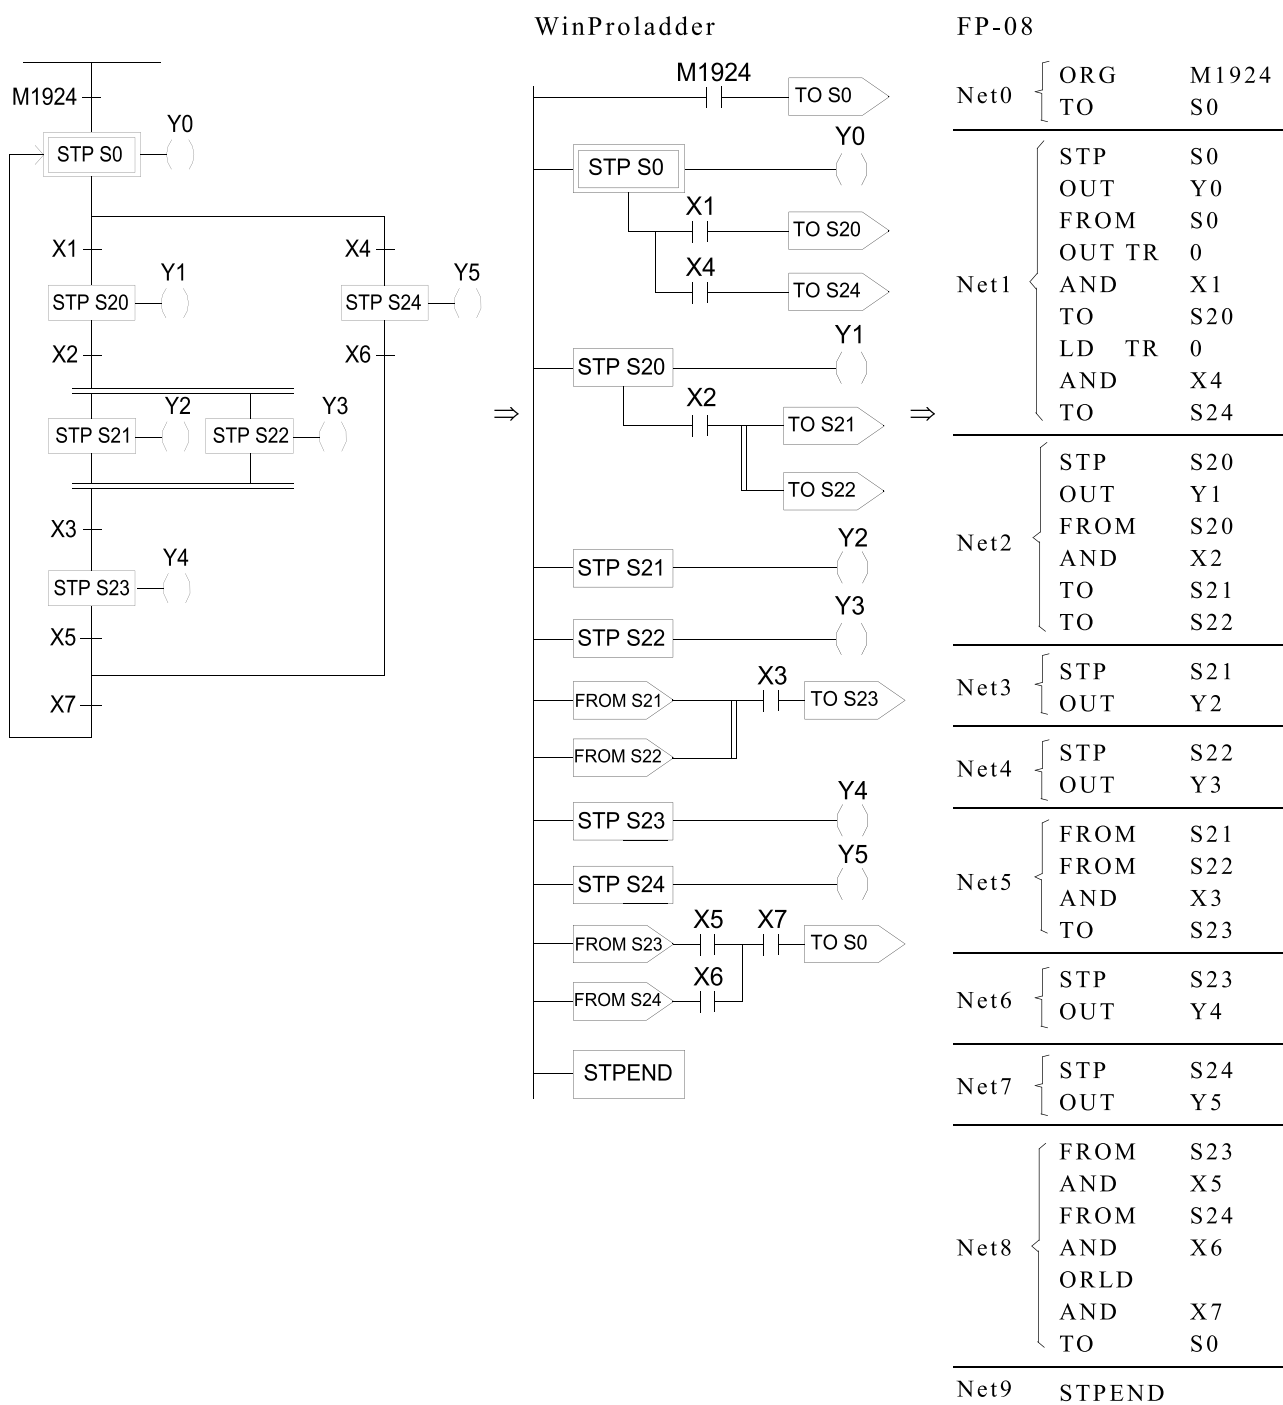 WinProladder
FP-08
M1924
Y0
STP S0
X1
X4
Y1
Y5
STP S20
STP S24
X2
X6
Y2
Y3
STP S21
STP S22
X3
Y4
STP S23
X5
X7
⇒
M1924
TO S0
Y0
STP S0
X1
TO S20
X4
TO S24
Y1
STP S20
X2
TO S21
TO S22
Y2
STP S21
Y3
STP S22
X3
FROM S21
TO S23
FROM S22
Y4
STP S23
Y5
STP S24
X5 X7
FROM S23
TO S0
X6
FROM S24
STPEND
⇒
Net0
ORG M1924
TO S0
Net1
STP S0
OUT Y0
FROM S0
OUT TR 0
AND X1
TO S20
LD TR 0
AND X4
TO S24
Net2
STP S20
OUT Y1
FROM S20
AND X2
TO S21
TO S22
Net3
STP S21
OUT Y2
Net4
STP S22
OUT Y3
Net5
FROM S21
FROM S22
AND X3
TO S23
Net6
STP S23
OUT Y4
Net7
STP S24
OUT Y5
Net8
FROM S23
AND X5
FROM S24
AND X6
ORLD
AND X7
TO S0
Net9 STPEND